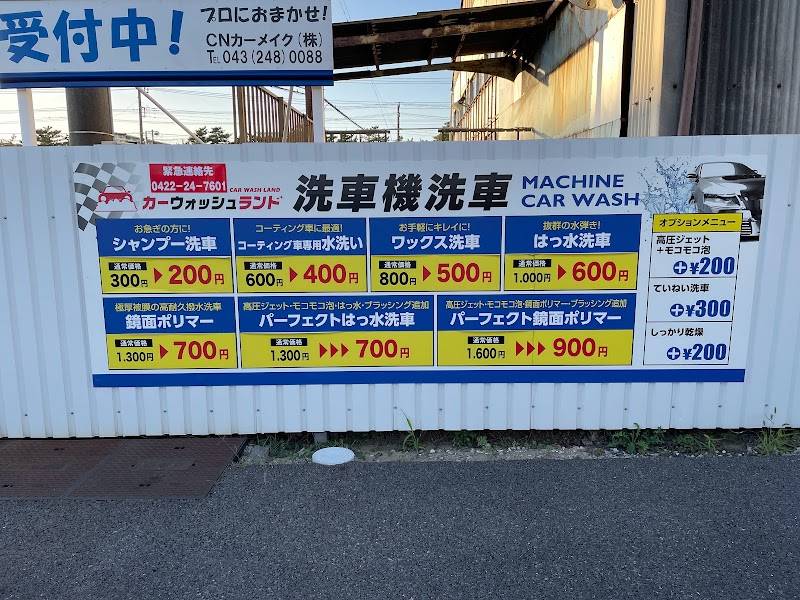 受付中!
プロにおまかせ!
CNカーメイク(株)
TEL 043(248)0088
緊急連絡先
0422-24-7601
CAR WASH LAND
カーウォッシュランド
洗車機洗車
MACHINE
CAR WASH
お急ぎの方に!
シャンプー洗車
通常価格
300円 200円
コーティング車に最適!
コーティング車専用水洗い
通常価格
600円 400円
お手軽にキレイに!
ワックス洗車
通常価格
800円 500円
抜群の水弾き!
はっ水洗車
通常価格
1.000円 600円
極厚被膜の高耐久撥水洗車
鏡面ポリマー
通常価格
1.300円 700円
高圧ジェット・モコモコ泡・はっ水・ブラッシング追加
パーフェクトはっ水洗車
通常価格
1.300円 700円
高圧ジェット・モコモコ泡・鏡面ポリマー・ブラッシング追加
パーフェクト鏡面ポリマー
通常価格
1.600円 900円
オプションメニュー
高圧ジェット
+モコモコ泡
+¥200
ていねい洗車
+¥300
しっかり乾燥
+¥200